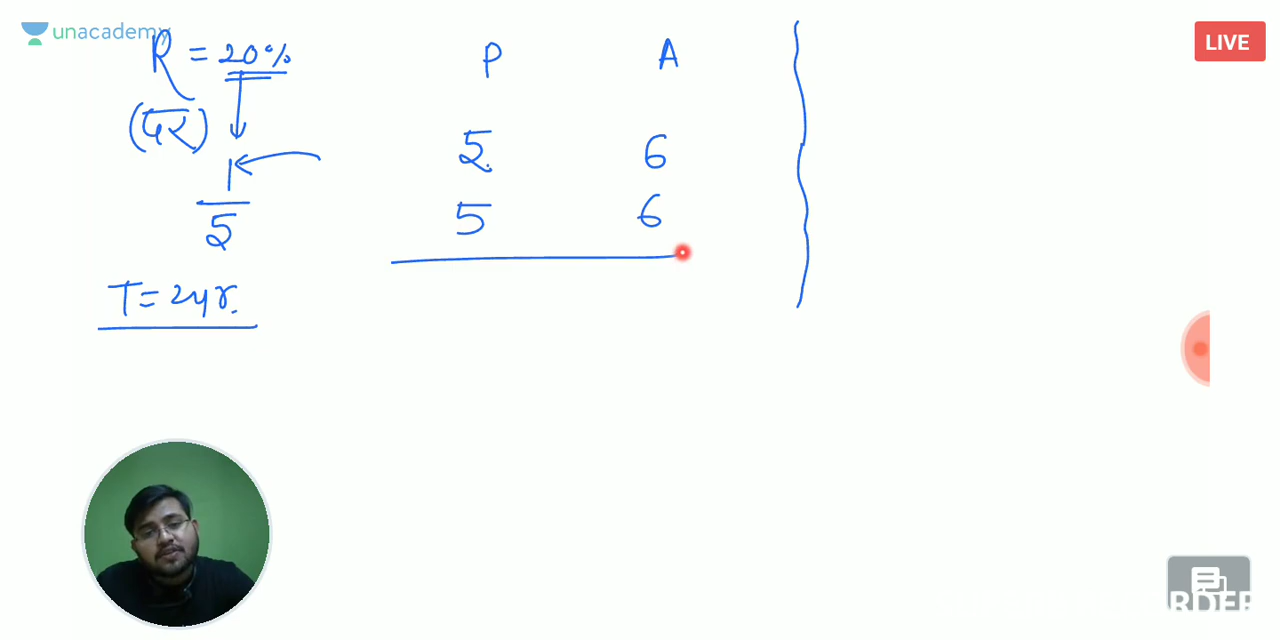 unacademy
LIVE
R = 20% P A
(दर)
1 5 6
5 5 6
T = 2yr.